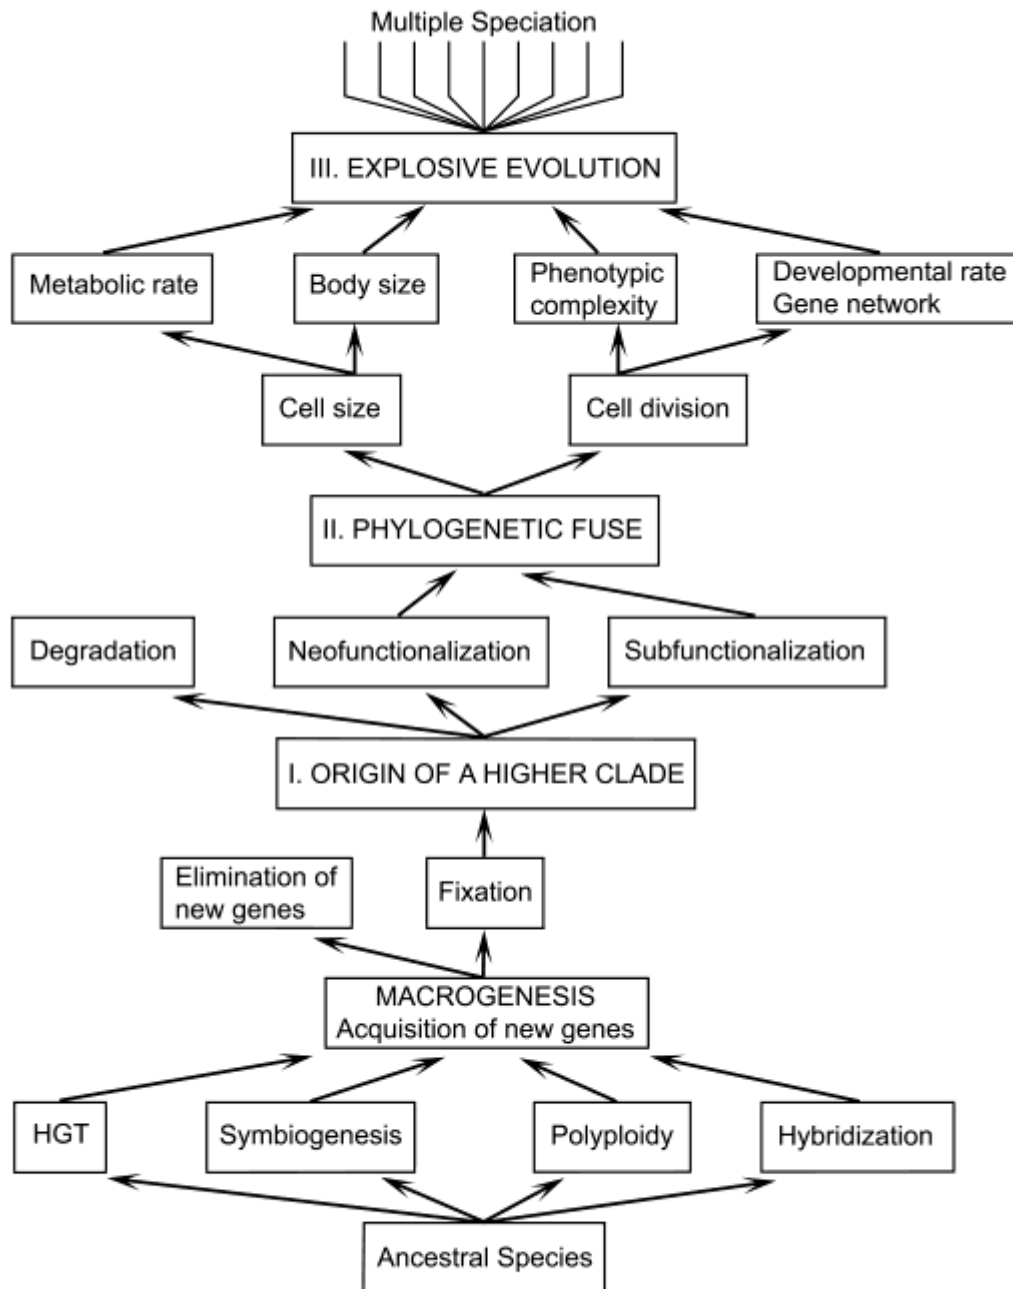 Multiple Speciation
III. EXPLOSIVE EVOLUTION
Metabolic rate
Body size
Phenotypic
complexity
Developmental rate
Gene network
Cell size
Cell division
II. PHYLOGENETIC FUSE
Degradation
Neofunctionalization
Subfunctionalization
I. ORIGIN OF A HIGHER CLADE
Elimination of
new genes
Fixation
MACROGENESIS
Acquisition of new genes
HGT
Symbiogenesis
Polyploidy
Hybridization
Ancestral Species